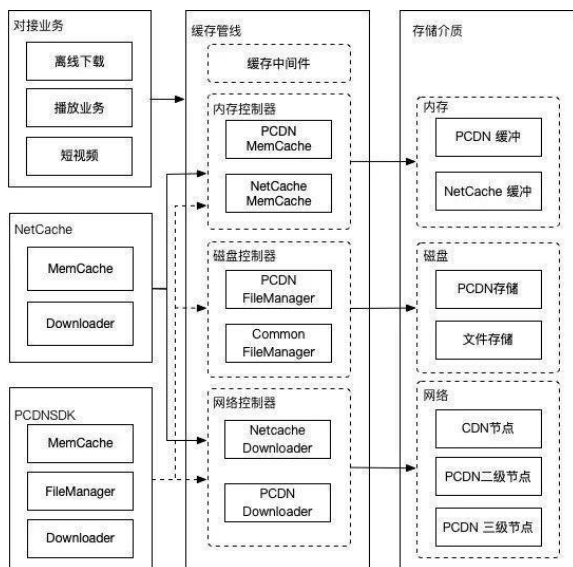 对接业务
离线下载
播放业务
短视频
NetCache
MemCache
Downloader
PCDNSDK
MemCache
FileManager
Downloader
缓存管线
缓存中间件
内存控制器
PCDN
MemCache
NetCache
MemCache
磁盘控制器
PCDN
FileManager
Common
FileManager
网络控制器
Netcache
Downloader
PCDN
Downloader
存储介质
内存
PCDN 缓冲
NetCache 缓冲
磁盘
PCDN存储
文件存储
网络
CDN节点
PCDN二级节点
PCDN 三级节点